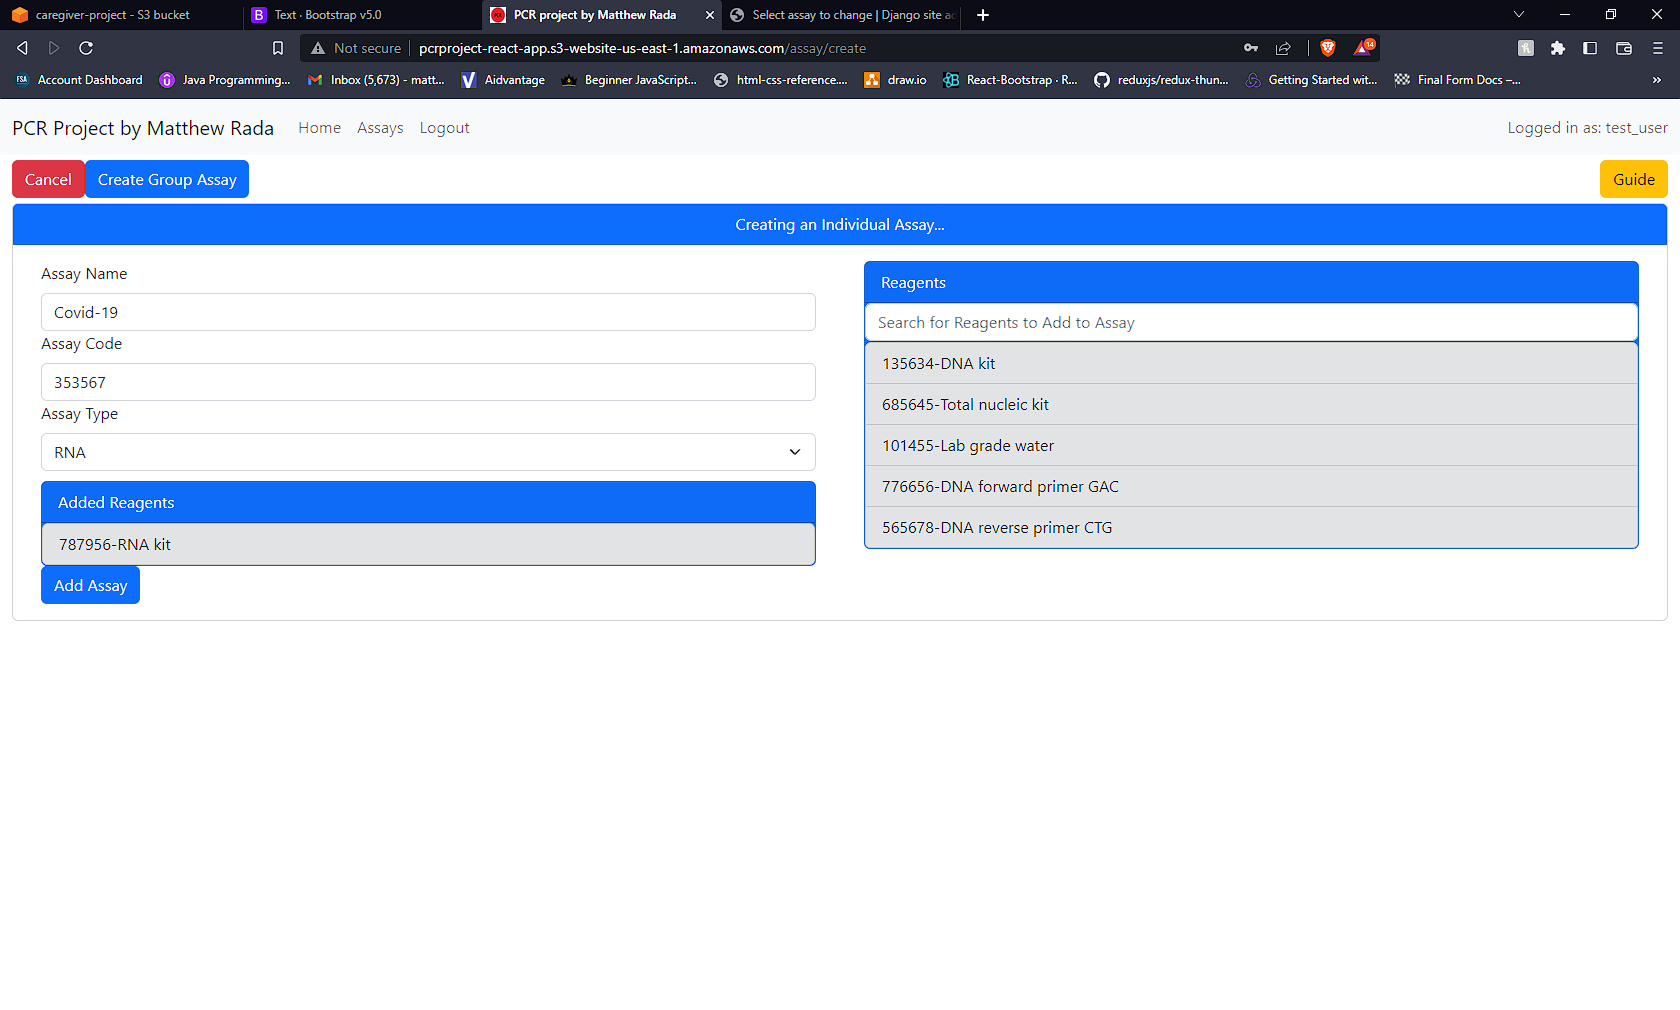 caregiver-project - S3 bucket
B Text · Bootstrap v5.0
PCR project by Matthew Rada
Select assay to change | Django site ad
Not secure
pcrproject-react-app.s3-website-us-east-1.amazonaws.com/assay/create
14
FSA Account Dashboard
Java Programming...
Inbox (5,673) - matt...
Aidvantage
Beginner JavaScript...
html-css-reference....
draw.io
React-Bootstrap · R...
reduxjs/redux-thun...
Getting Started wit...
Final Form Docs –...
PCR Project by Matthew Rada
Home
Assays
Logout
Logged in as: test_user
Cancel
Create Group Assay
Guide
Creating an Individual Assay...
Assay Name
Covid-19
Assay Code
353567
Assay Type
RNA
Added Reagents
787956-RNA kit
Add Assay
Reagents
Search for Reagents to Add to Assay
135634-DNA kit
685645-Total nucleic kit
101455-Lab grade water
776656-DNA forward primer GAC
565678-DNA reverse primer CTG